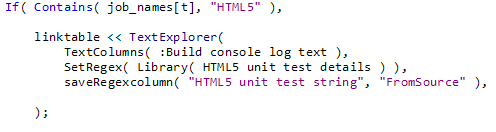 If( Contains( job_names[t], "HTML5" ),
linktable << TextExplorer(
TextColumns( :Build console log text ),
SetRegex( Library( HTML5 unit test details ) ),
saveRegexcolumn( "HTML5 unit test string", "FromSource" ),
);